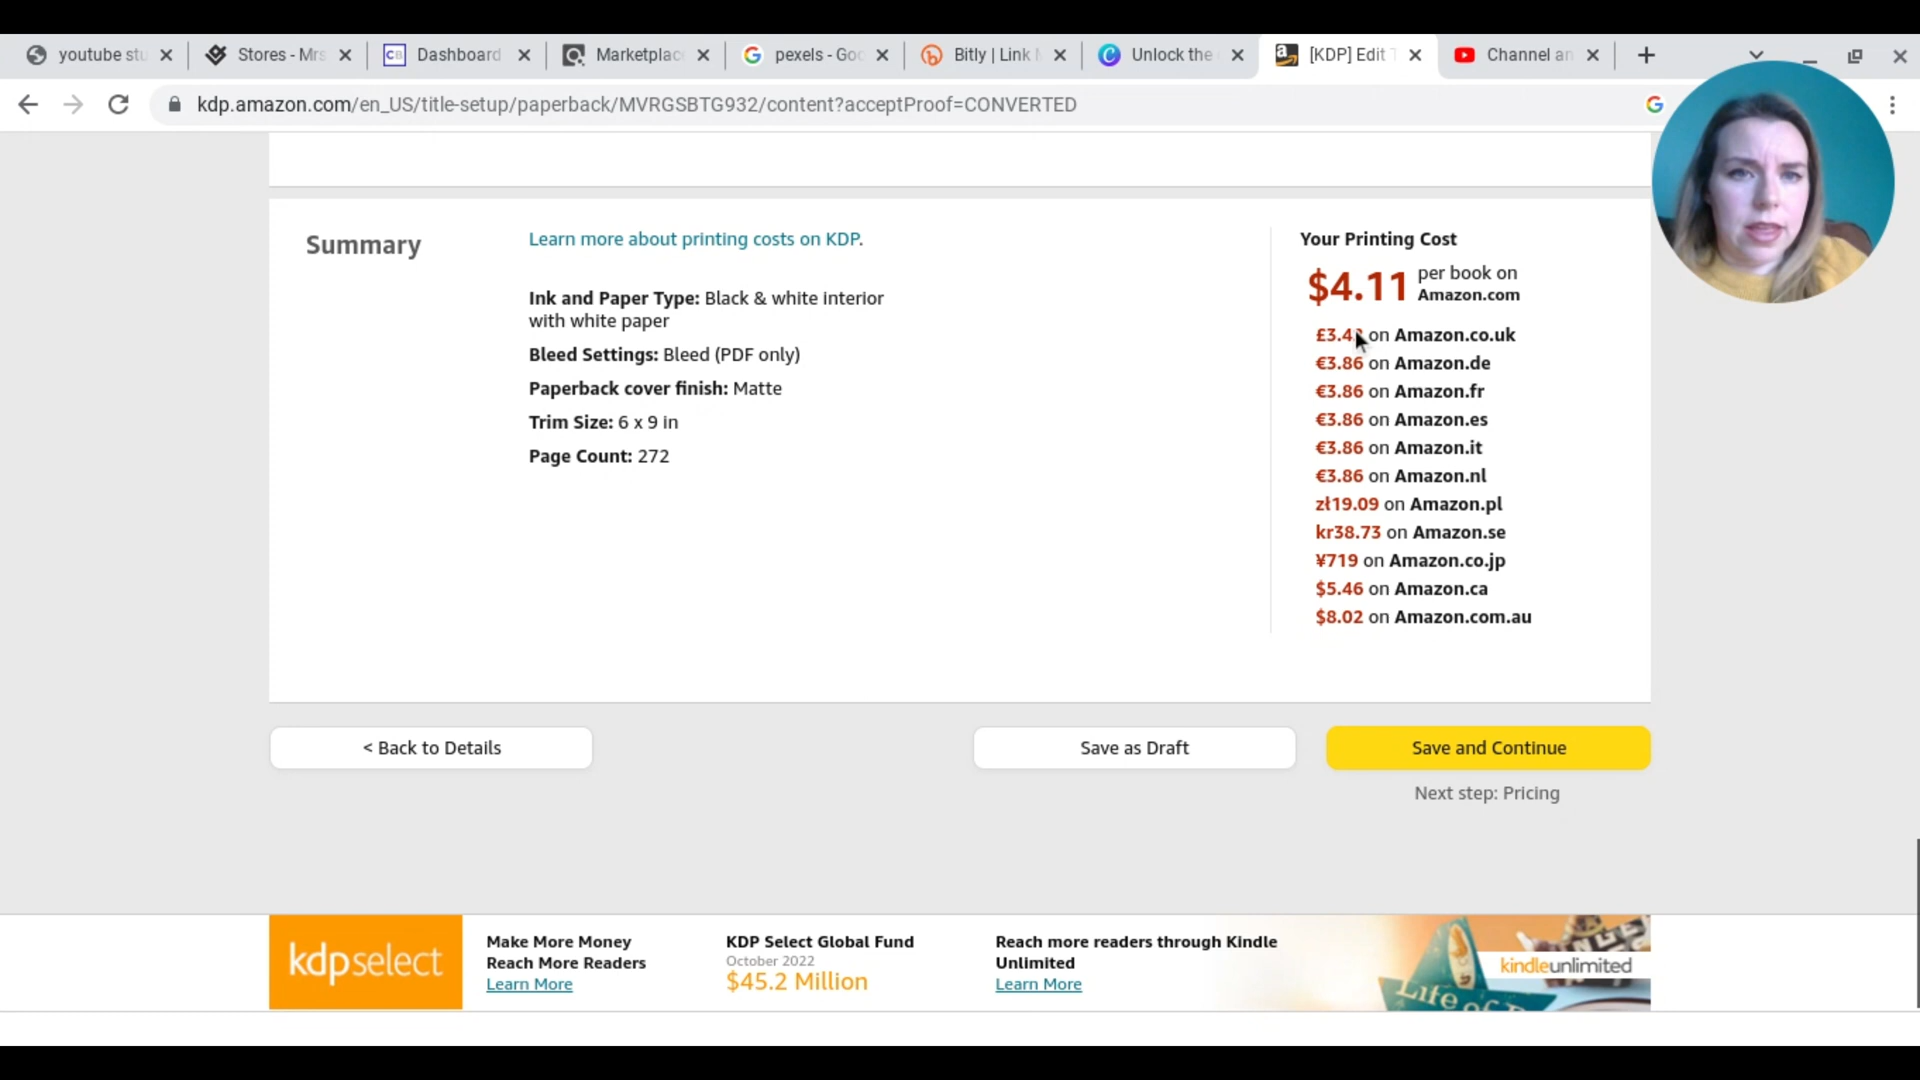 youtube stu
Stores - Mrs
Dashboard
Marketplac
pexels - Goo
Bitly | Link
Unlock the
[KDP] Edit
Channel an
kdp.amazon.com/en_US/title-setup/paperback/MVRGSBTG932/content?acceptProof=CONVERTED
Summary
Learn more about printing costs on KDP.
Ink and Paper Type: Black & white interior
with white paper
Bleed Settings: Bleed (PDF only)
Paperback cover finish: Matte
Trim Size: 6 x 9 in
Page Count: 272
Your Printing Cost
$4.11 per book on
Amazon.com
on Amazon.co.uk
€3.86 on Amazon.de
€3.86 on Amazon.fr
€3.86 on Amazon.es
€3.86 on Amazon.it
€3.86 on Amazon.nl
zł19.09 on Amazon.pl
kr38.73 on Amazon.se
¥719 on Amazon.co.jp
$5.46 on Amazon.ca
$8.02 on Amazon.com.au
< Back to Details
Save as Draft
Save and Continue
Next step: Pricing
kdpselect
Make More Money
Reach More Readers
Learn More
KDP Select Global Fund
October 2022
$45.2 Million
Reach more readers through Kindle
Unlimited
Learn More
Life of
kindleunlimited